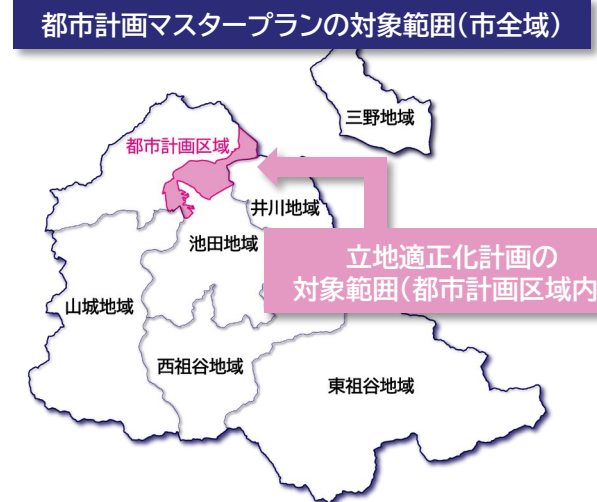 都市計画マスタープランの対象範囲（市全域）
三野地域
都市計画区域
井川地域
池田地域
立地適正化計画の
対象範囲（都市計画区域内
山城地域
西祖谷地域
東祖谷地域